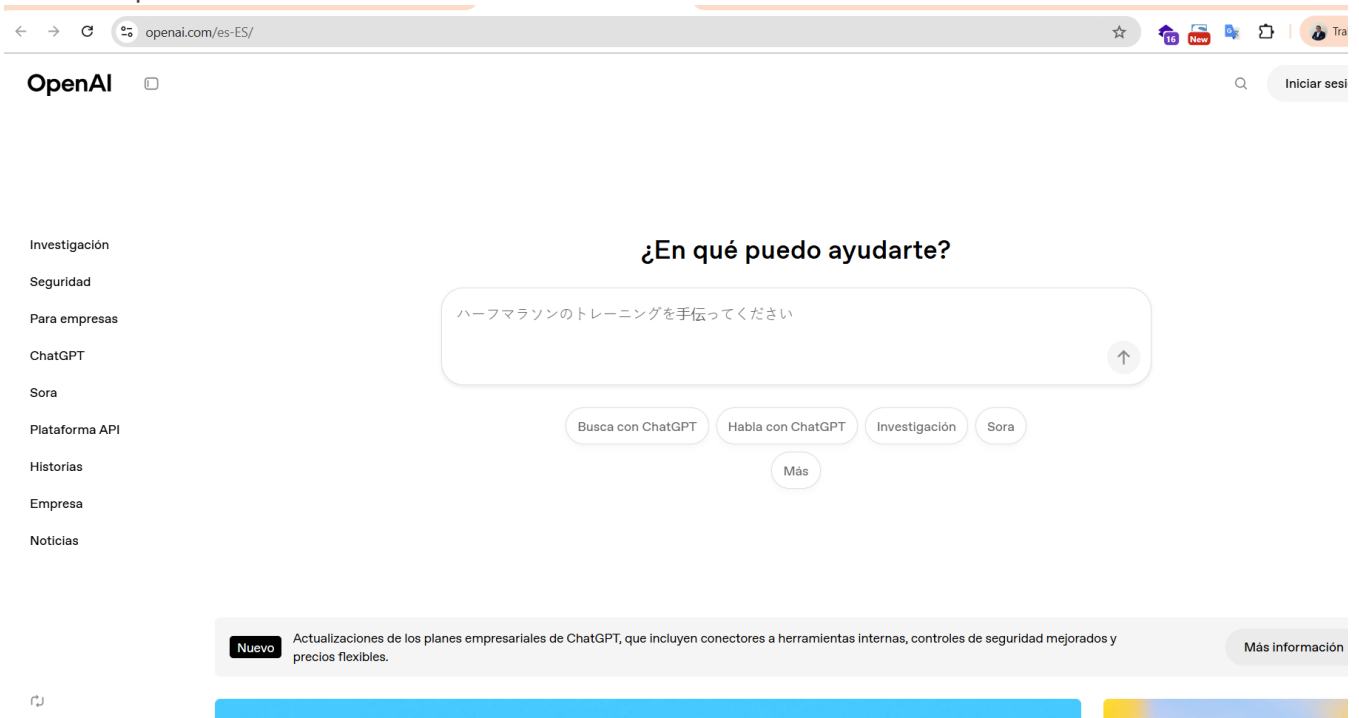 openai.com/es-ES/
16
New
OpenAI
Investigación
Seguridad
Para empresas
ChatGPT
Sora
Plataforma API
Historias
Empresa
Noticias
¿En qué puedo ayudarte?
ハーフマラソンのトレーニングを手伝ってください
Busca con ChatGPT
Habla con ChatGPT
Investigación
Sora
Más
Nuevo
Actualizaciones de los planes empresariales de ChatGPT, que incluyen conectores a herramientas internas, controles de seguridad mejorados y
precios flexibles.
Más información